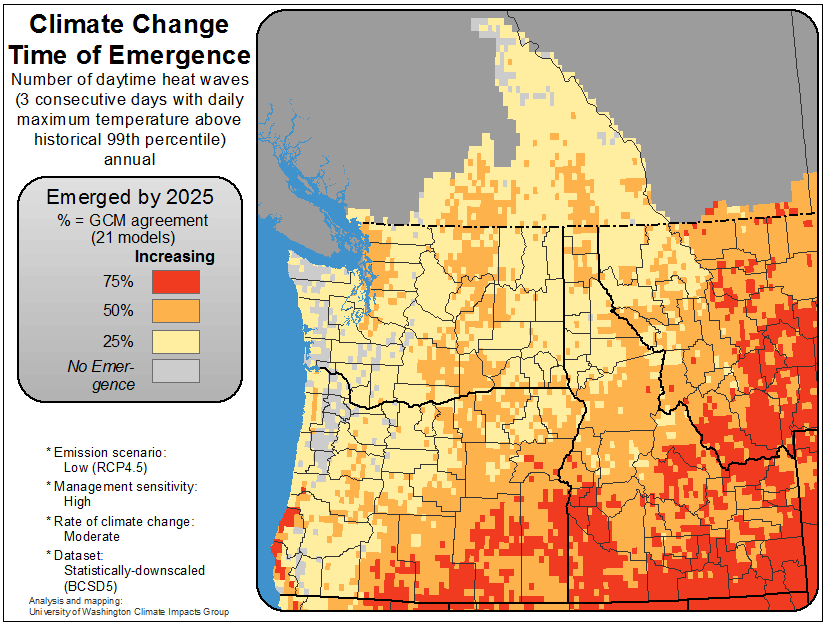 Climate Change
Time of Emergence
Number of daytime heat waves
(3 consecutive days with daily
maximum temperature above
historical 99th percentile)
annual
Emerged by 2025
% = GCM agreement
(21 models)
Increasing
75%
50%
25%
No Emer-
gence
* Emission scenario:
Low (RCP4.5)
* Management sensitivity:
High
* Rate of climate change:
Moderate
* Dataset:
Statistically-downscaled
(BCSD5)
Analysis and mapping:
University of Washington Climate Impacts Group